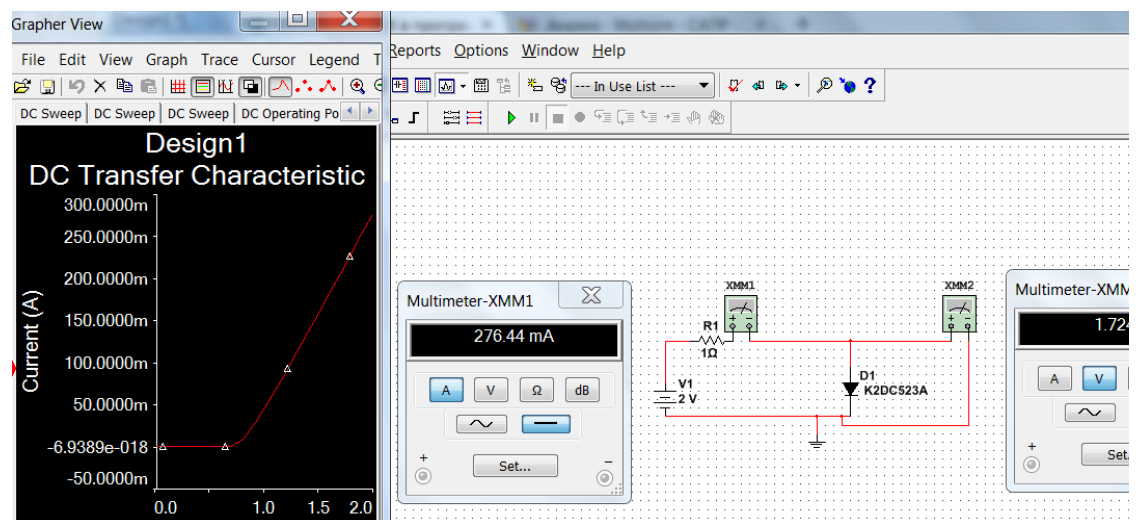 Grapher View
File Edit View Graph Trace Cursor Legend T
DC Sweep DC Sweep DC Sweep DC Operating Po
Design1
DC Transfer Characteristic
300.0000m
250.0000m
200.0000m
150.0000m
100.0000m
50.0000m
-6.9389e-018
-50.0000m
Current (A)
0.0 1.0 1.5 2.0
Reports Options Window Help
--- In Use List ---
?
Multimeter-XMM1
276.44 mA
A V Ω dB
+ −
Set...
XMM1
R1
1Ω
V1
2 V
XMM2
D1
K2DC523A
Multimeter-XMM
1.724
A V
+
Set.